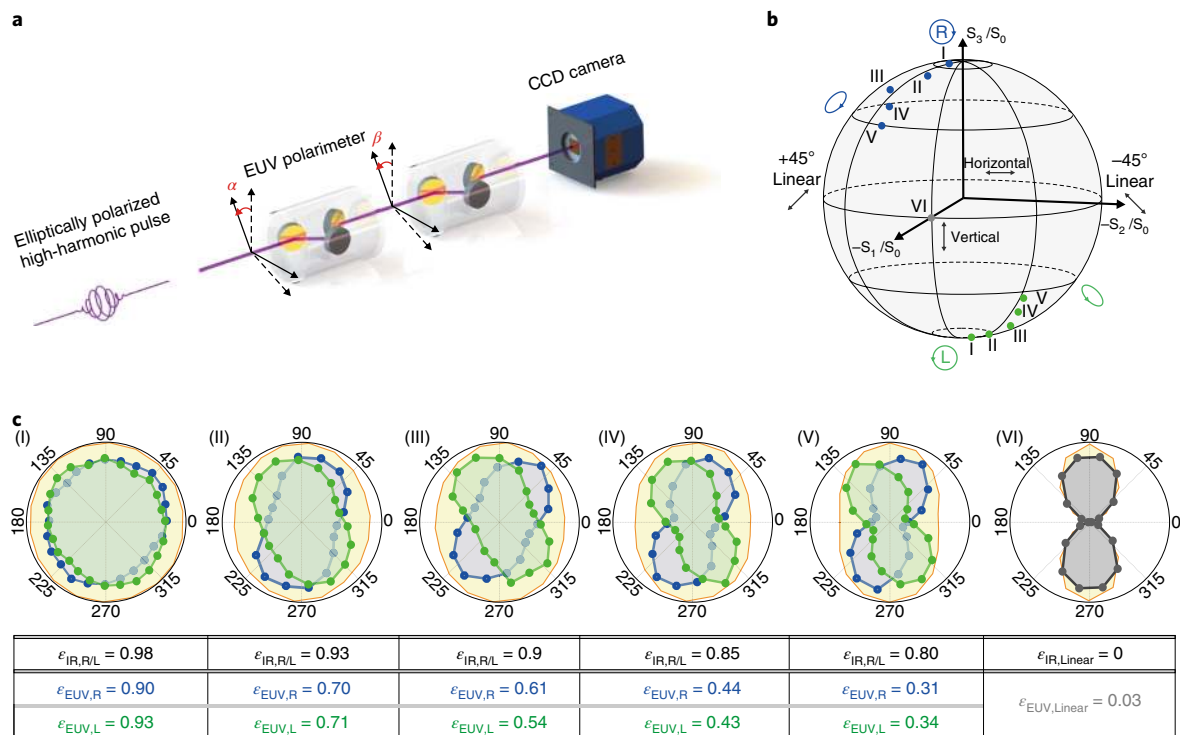 a
CCD camera
EUV polarimeter
α
β
Elliptically polarized
high-harmonic pulse
b
R
S3 /S0
I
II
III
IV
V
+45°
Linear
Horizontal
−45°
Linear
VI
−S2 /S0
−S1 /S0
Vertical
V
IV
III
II
I
L
c
(I)
90
135
45
180
0
225
315
270
(II)
90
135
45
180
0
225
315
270
(III)
90
135
45
180
0
225
315
270
(IV)
90
135
45
180
0
225
315
270
(V)
90
135
45
180
0
225
315
270
(VI)
90
135
45
180
0
225
315
270
εIR,R/L = 0.98 εIR,R/L = 0.93 εIR,R/L = 0.9 εIR,R/L = 0.85 εIR,R/L = 0.80 εIR,Linear = 0
εEUV,R = 0.90 εEUV,R = 0.70 εEUV,R = 0.61 εEUV,R = 0.44 εEUV,R = 0.31
εEUV,Linear = 0.03
εEUV,L = 0.93 εEUV,L = 0.71 εEUV,L = 0.54 εEUV,L = 0.43 εEUV,L = 0.34